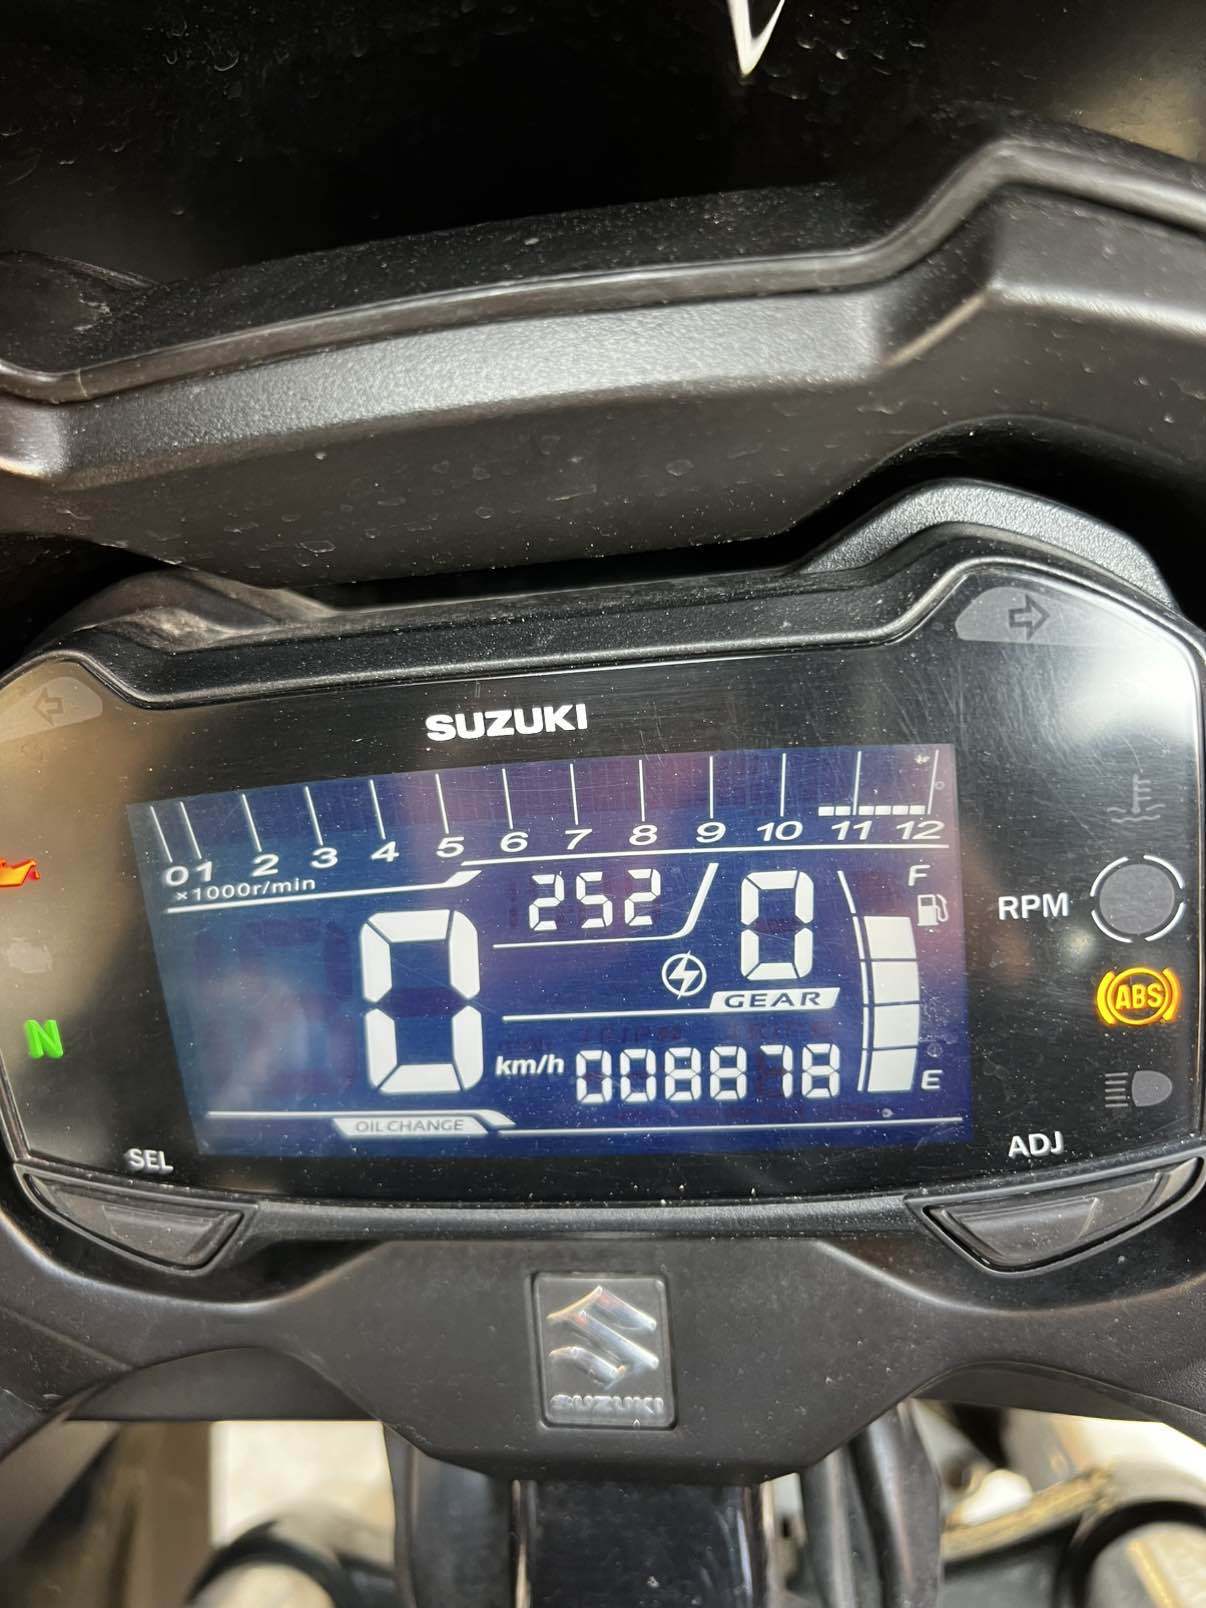 SUZUKI
0 1 2 3 4 5 6 7 8 9 10 11 12
×1000r/min
252
0
F
RPM
GEAR
ABS
N
0
km/h
008878
E
OIL CHANGE
SEL
ADJ
SUZUKI